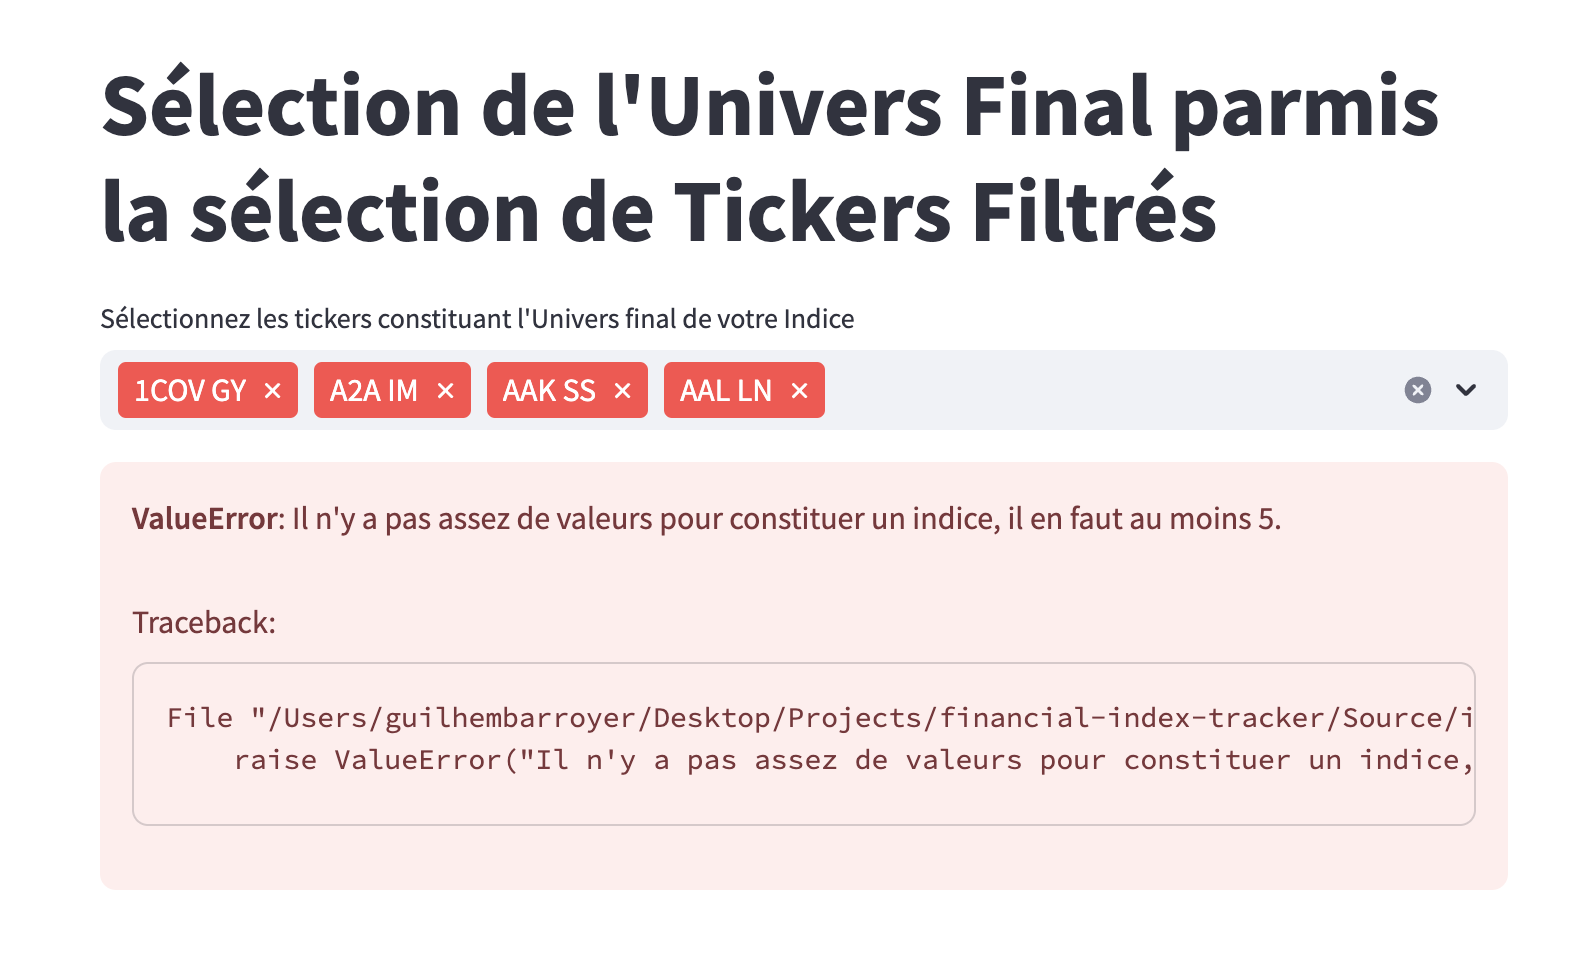 Sélection de l'Univers Final parmis
la sélection de Tickers Filtrés
Sélectionnez les tickers constituant l'Univers final de votre Indice
1COV GY × A2A IM × AAK SS × AAL LN ×
ValueError: Il n'y a pas assez de valeurs pour constituer un indice, il en faut au moins 5.
Traceback:
File "/Users/guilhembarroyer/Desktop/Projects/financial-index-tracker/Source/i
raise ValueError("Il n'y a pas assez de valeurs pour constituer un indice,